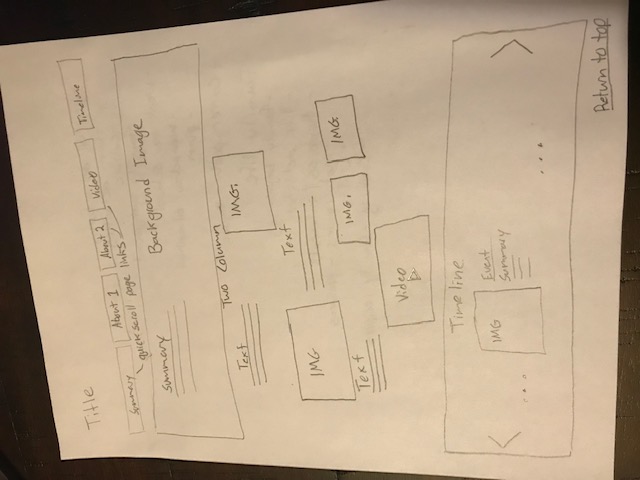 Title
Summary
About 1
About 2
Video
Timeline
quick scroll page links
Summary
Background Image
Two Column
Text
IMG.
IMG
Text
Text
IMG.
IMG.
Video
Timeline
IMG
Event
Summary
...
...
Return to top